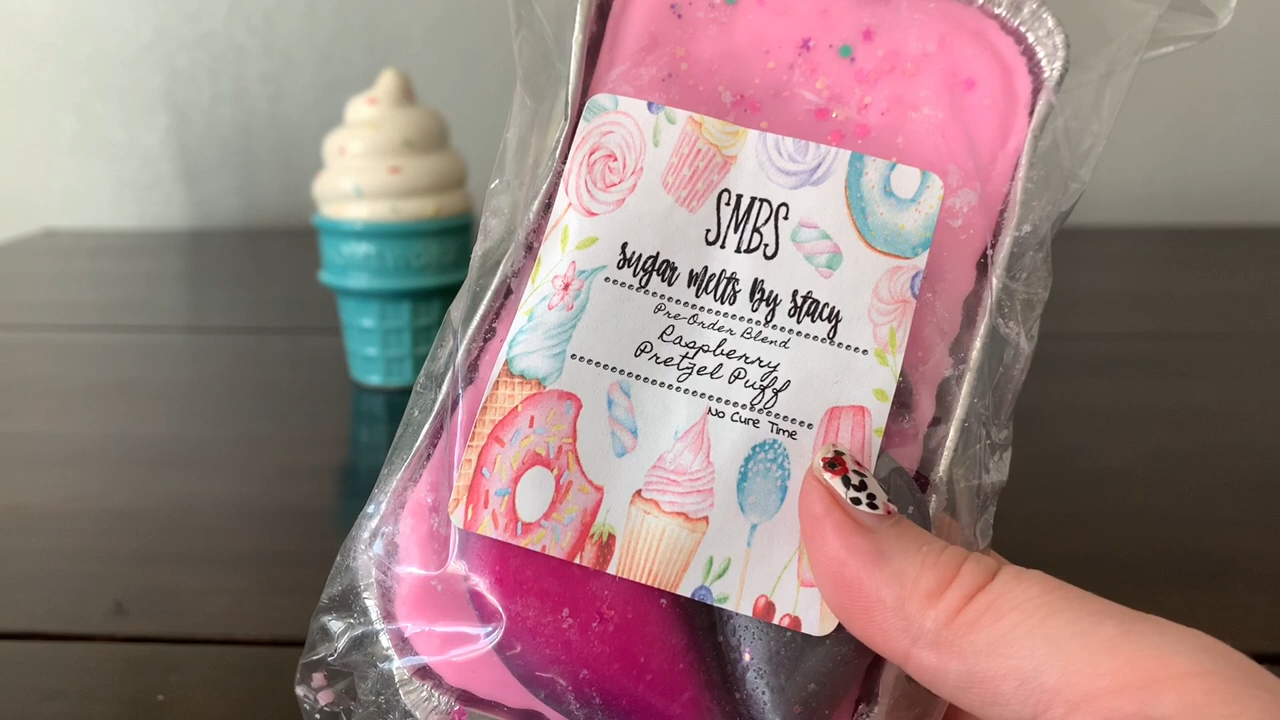 SMBS
Sugar Melts By Stacy
Pre-Order Blend
Raspberry
Pretzel Puff
No Cure Time